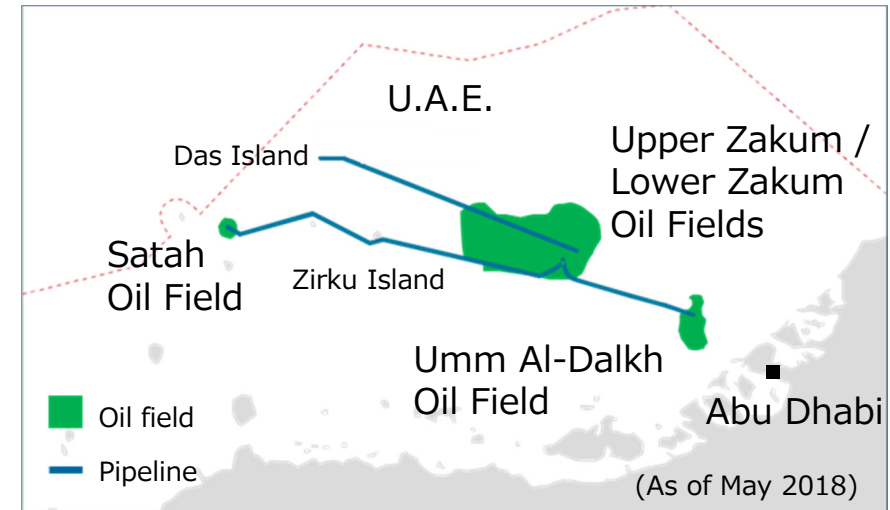 U.A.E.
Das Island
Upper Zakum /
Lower Zakum
Oil Fields
Satah
Oil Field
Zirku Island
Umm Al-Dalkh
Oil Field
Abu Dhabi
Oil field
Pipeline
(As of May 2018)